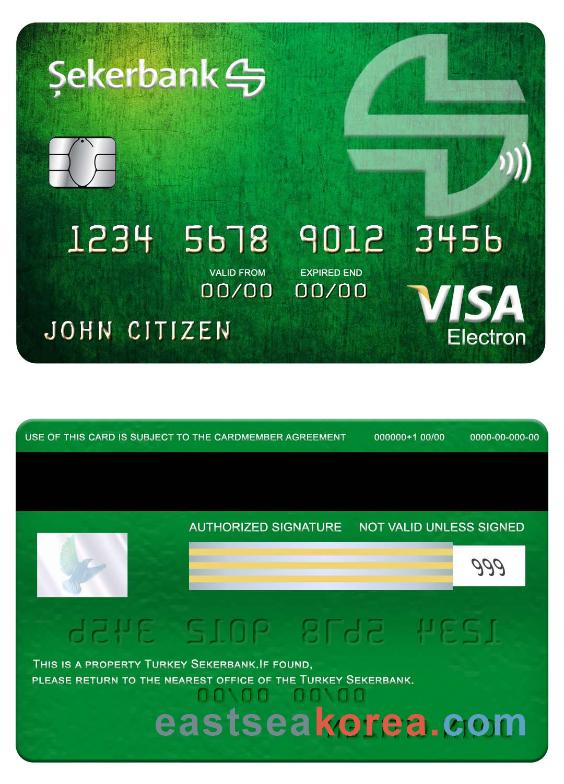 Şekerbank
1234 5678 9012 3456
VALID FROM EXPIRED END
00/00 00/00
VISA
JOHN CITIZEN
Electron
USE OF THIS CARD IS SUBJECT TO THE CARDMEMBER AGREEMENT 000000+1 00/00 0000-00-000-00
AUTHORIZED SIGNATURE NOT VALID UNLESS SIGNED
999
THIS IS A PROPERTY TURKEY SEKERBANK.IF FOUND,
PLEASE RETURN TO THE NEAREST OFFICE OF THE TURKEY SEKERBANK.
00/00 00/00
eastseakorea.com